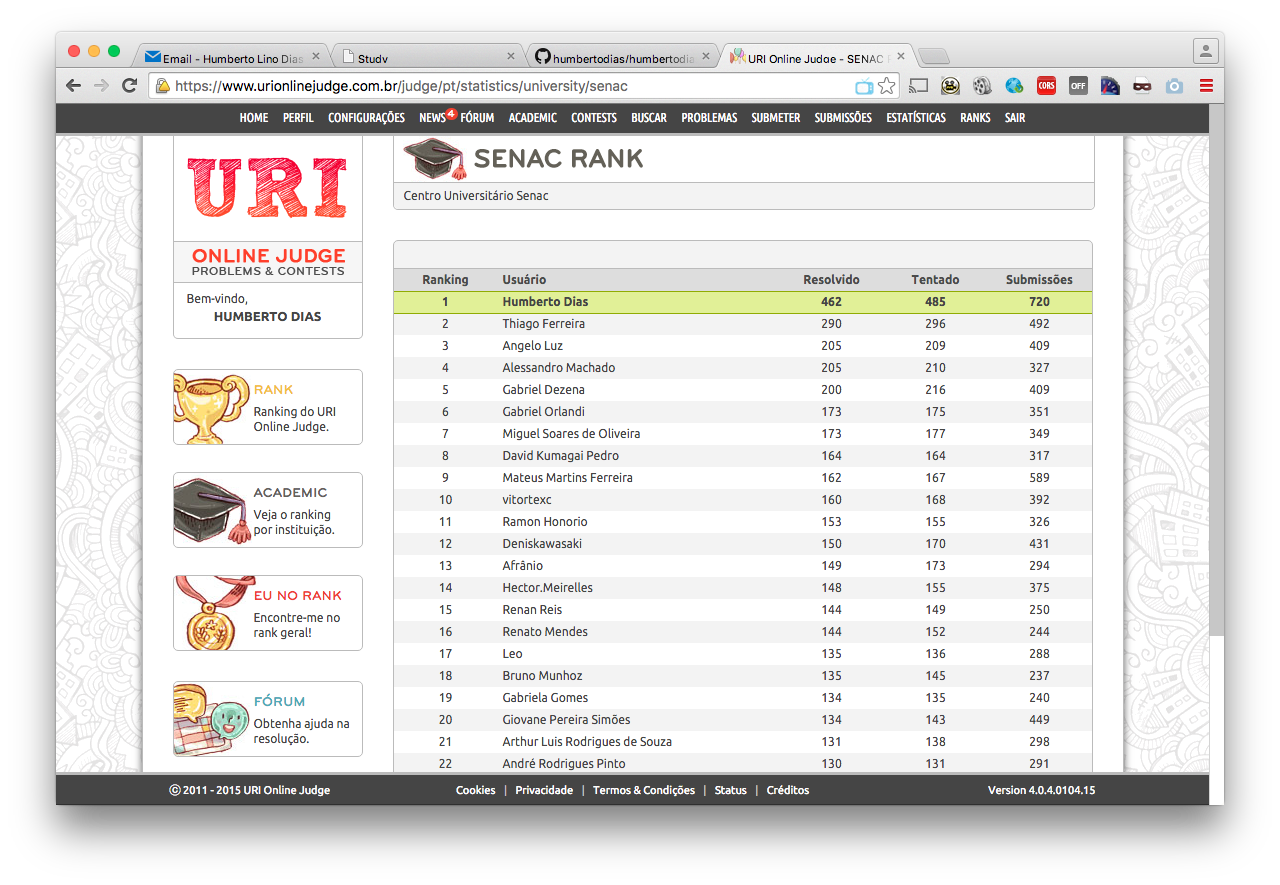 Email - Humberto Lino Dias
Study
humbertodias/humbertodia
URI Online Judge - SENAC R
https://www.urionlinejudge.com.br/judge/pt/statistics/university/senac
CORS
OFF
HOME PERFIL CONFIGURAÇÕES NEWS 4 FÓRUM ACADEMIC CONTESTS BUSCAR PROBLEMAS SUBMETER SUBMISSÕES ESTATÍSTICAS RANKS SAIR
URI
ONLINE JUDGE
PROBLEMS & CONTESTS
Bem-vindo,
HUMBERTO DIAS
RANK
Ranking do URI
Online Judge.
ACADEMIC
Veja o ranking
por instituição.
EU NO RANK
Encontre-me no
rank geral!
FÓRUM
Obtenha ajuda na
resolução.
SENAC RANK
Centro Universitário Senac
Ranking Usuário Resolvido Tentado Submissões
1 Humberto Dias 462 485 720
2 Thiago Ferreira 290 296 492
3 Angelo Luz 205 209 409
4 Alessandro Machado 205 210 327
5 Gabriel Dezena 200 216 409
6 Gabriel Orlandi 173 175 351
7 Miguel Soares de Oliveira 173 177 349
8 David Kumagai Pedro 164 164 317
9 Mateus Martins Ferreira 162 167 589
10 vitortexc 160 168 392
11 Ramon Honorio 153 155 326
12 Deniskawasaki 150 170 431
13 Afrânio 149 173 294
14 Hector.Meirelles 148 155 375
15 Renan Reis 144 149 250
16 Renato Mendes 144 152 244
17 Leo 135 136 288
18 Bruno Munhoz 135 145 237
19 Gabriela Gomes 134 135 240
20 Giovane Pereira Simões 134 143 449
21 Arthur Luis Rodrigues de Souza 131 138 298
22 André Rodrigues Pinto 130 131 291
© 2011 - 2015 URI Online Judge
Cookies | Privacidade | Termos & Condições | Status | Créditos
Version 4.0.4.0104.15